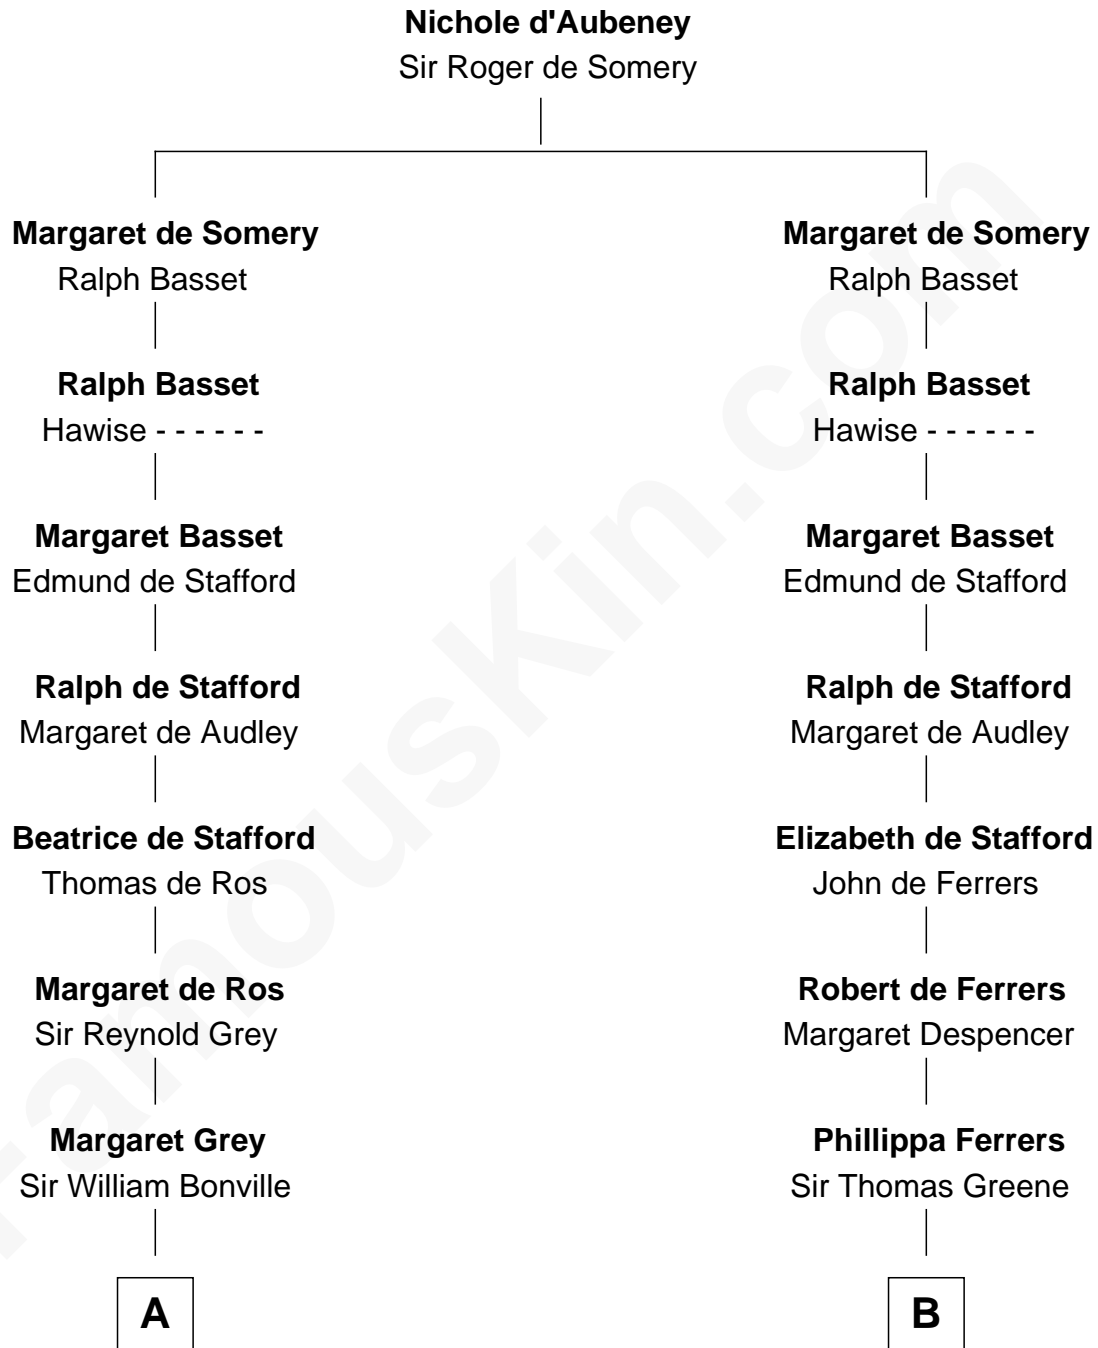 Nichole d'Aubeney
Sir Roger de Somery
Margaret de Somery
Ralph Basset
Ralph Basset
Hawise - - - - - -
Margaret Basset
Edmund de Stafford
Ralph de Stafford
Margaret de Audley
Beatrice de Stafford
Thomas de Ros
Margaret de Ros
Sir Reynold Grey
Margaret Grey
Sir William Bonville
A
Margaret de Somery
Ralph Basset
Ralph Basset
Hawise - - - - - -
Margaret Basset
Edmund de Stafford
Ralph de Stafford
Margaret de Audley
Elizabeth de Stafford
John de Ferrers
Robert de Ferrers
Margaret Despencer
Phillippa Ferrers
Sir Thomas Greene
B
FamousKin.com